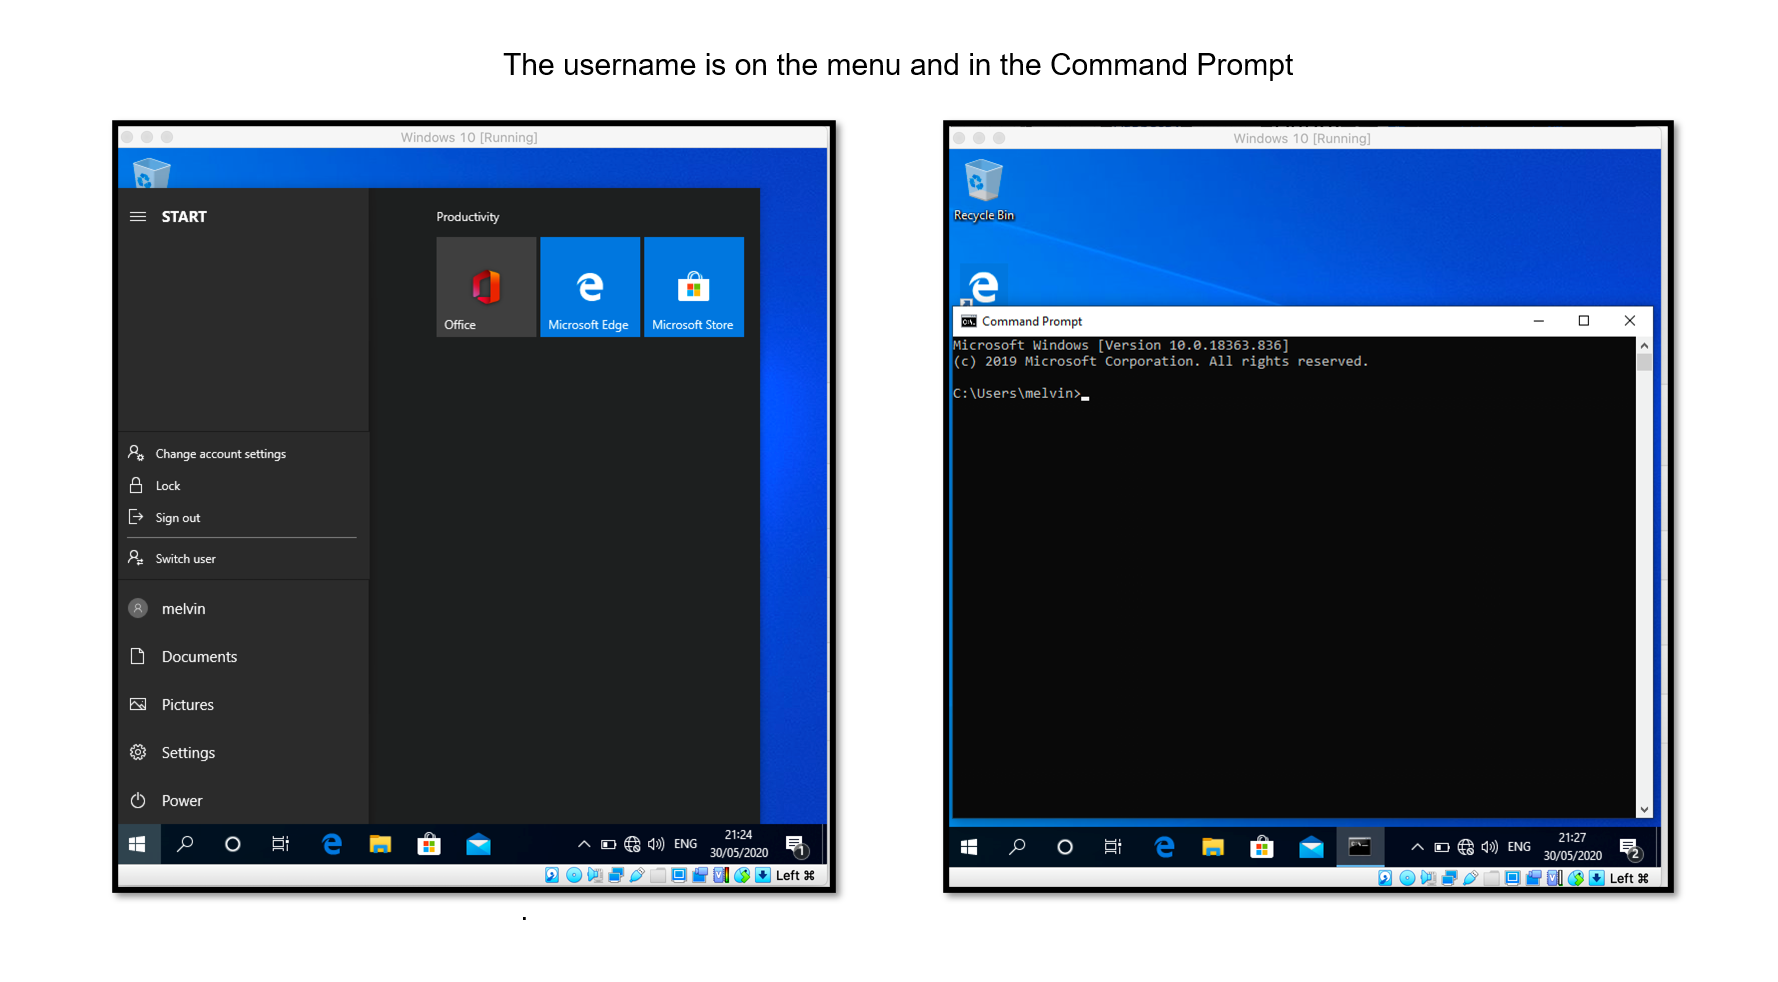 The username is on the menu and in the Command Prompt
Windows 10 [Running]
START
Productivity
Office
Microsoft Edge
Microsoft Store
Change account settings
Lock
Sign out
Switch user
melvin
Documents
Pictures
Settings
Power
ENG
21:24
30/05/2020
1
Left ⌘
.
Windows 10 [Running]
Recycle Bin
Command Prompt
Microsoft Windows [Version 10.0.18363.836]
(c) 2019 Microsoft Corporation. All rights reserved.
C:\Users\melvin>
ENG
21:27
30/05/2020
2
Left ⌘